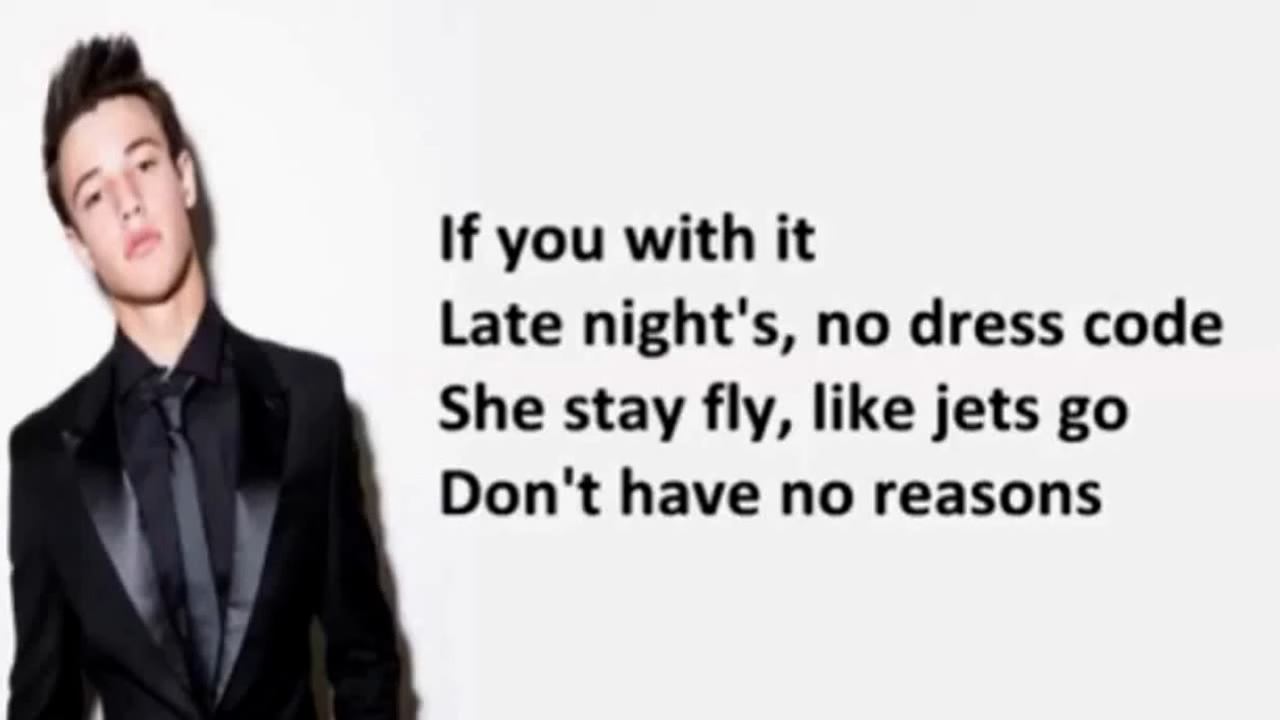 If you with it
Late night's, no dress code
She stay fly, like jets go
Don't have no reasons